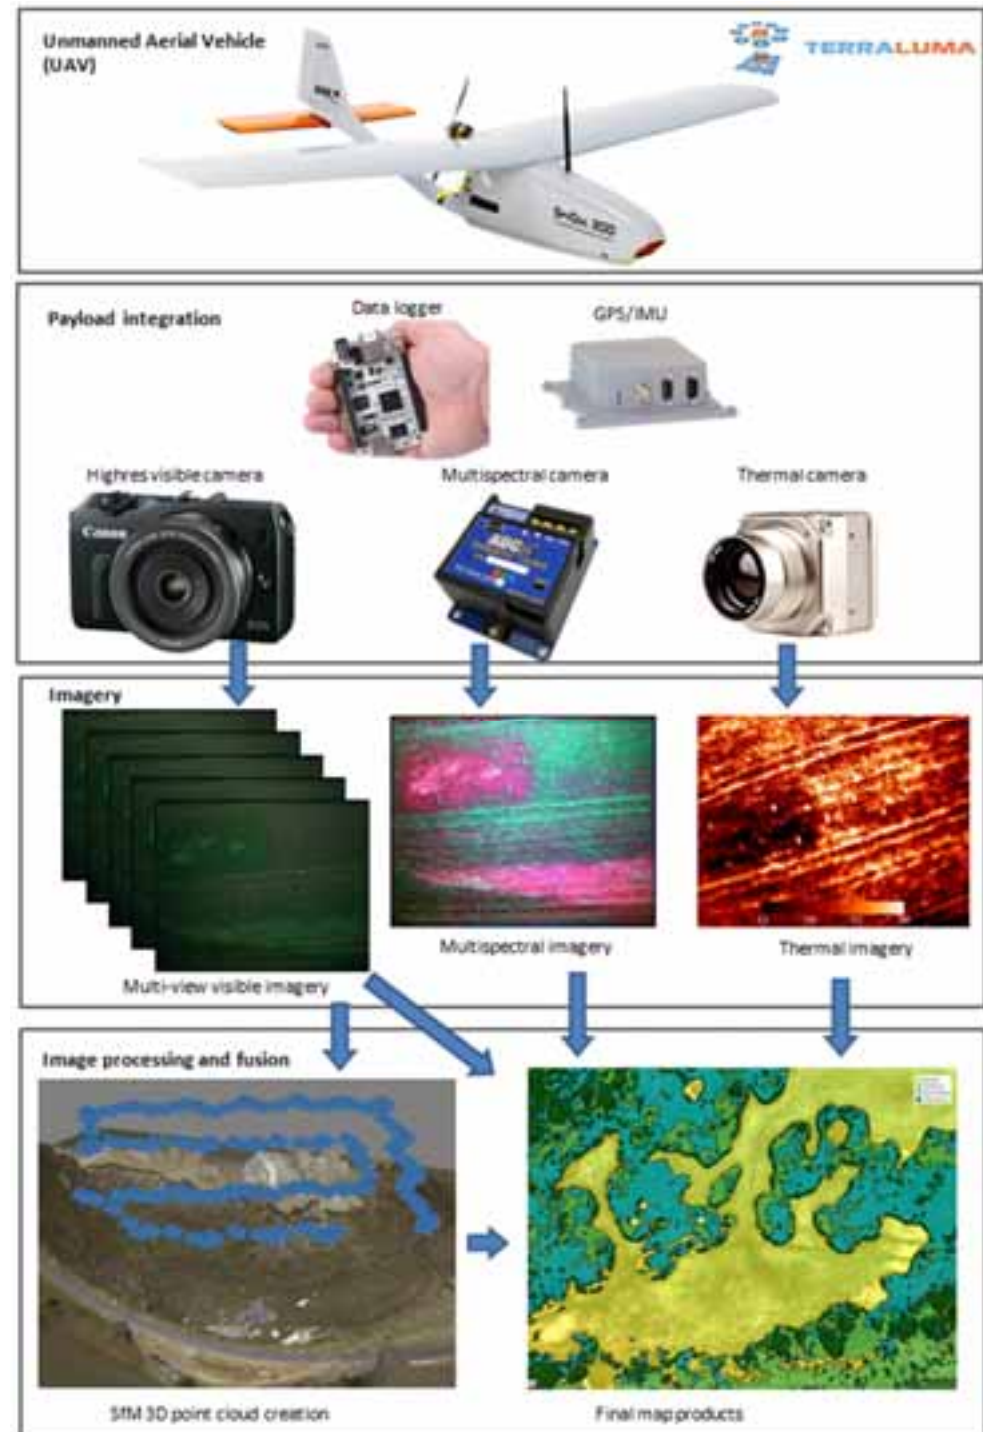 Unmanned Aerial Vehicle
(UAV)
TERRALUMA
Payload integration
Data logger
GPS/IMU
Highres visible camera
Multispectral camera
Thermal camera
Canon
Imagery
Multi-view visible imagery
Multispectral imagery
Thermal imagery
Image processing and fusion
SfM 3D point cloud creation
Final map products